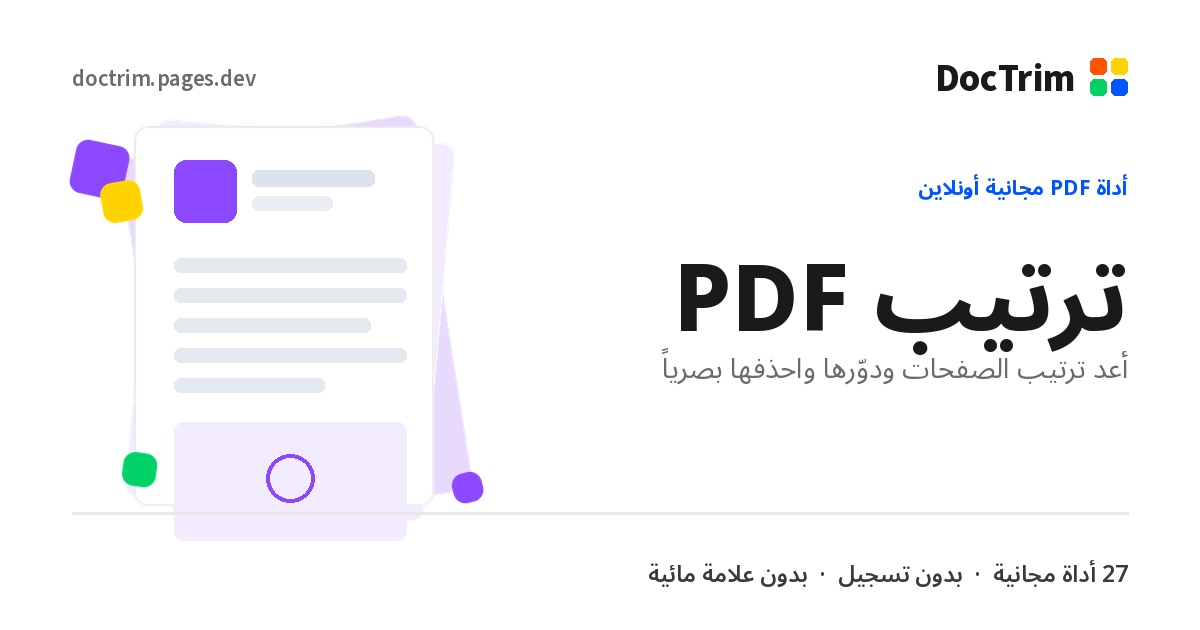 DocTrim
doctrim.pages.dev
أداة PDF مجانية أونلاين
ترتيب PDF
أعد ترتيب الصفحات ودوّرها واحذفها بصرياً
27 أداة مجانية · بدون تسجيل · بدون علامة مائية